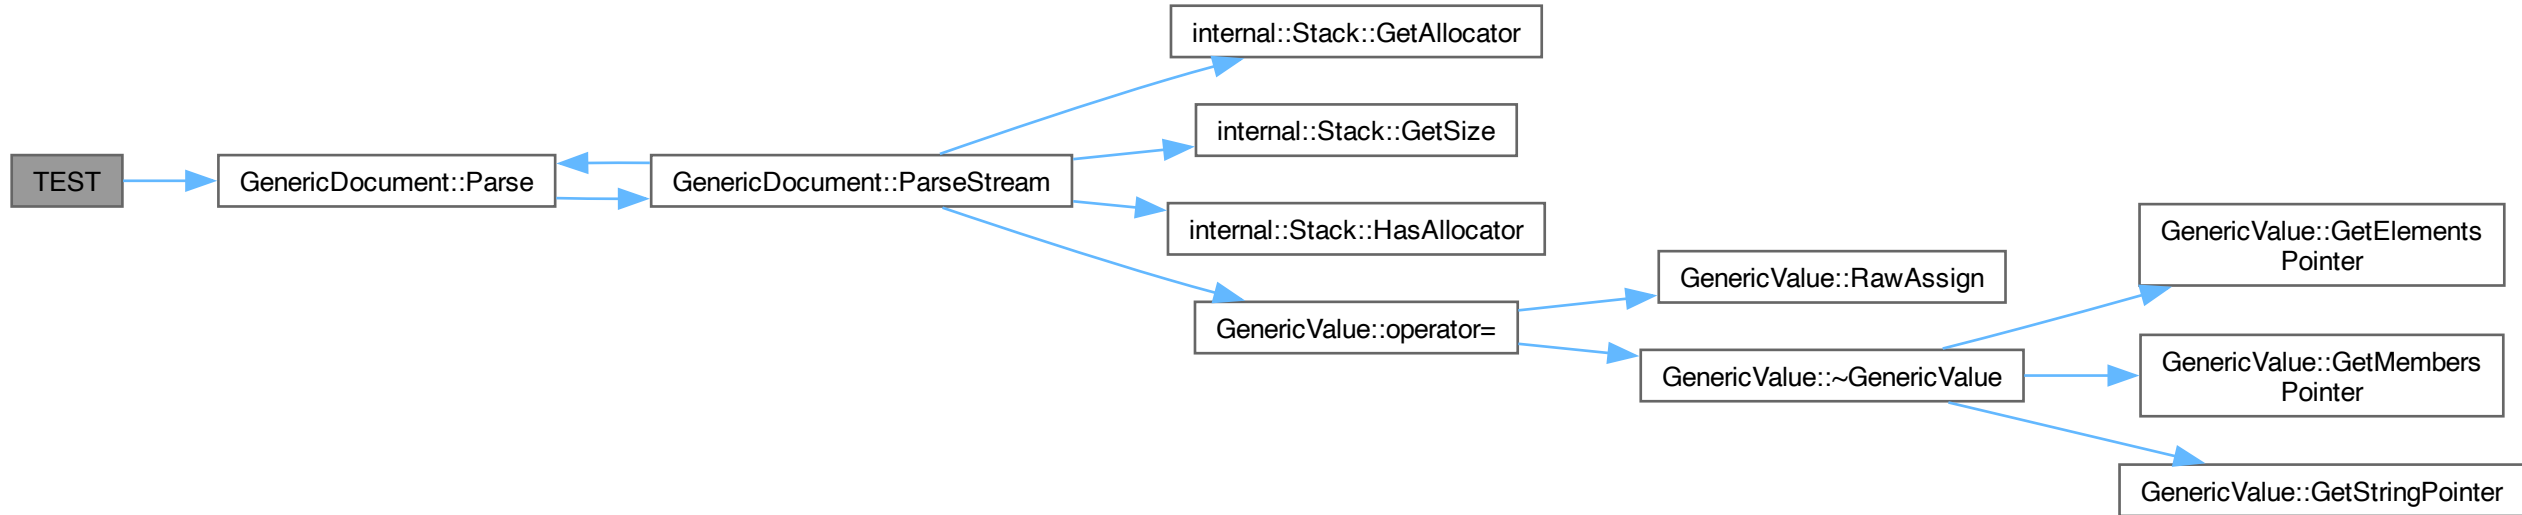 TEST
GenericDocument::Parse
GenericDocument::ParseStream
internal::Stack::GetAllocator
internal::Stack::GetSize
internal::Stack::HasAllocator
GenericValue::operator=
GenericValue::RawAssign
GenericValue::~GenericValue
GenericValue::GetElements
Pointer
GenericValue::GetMembers
Pointer
GenericValue::GetStringPointer